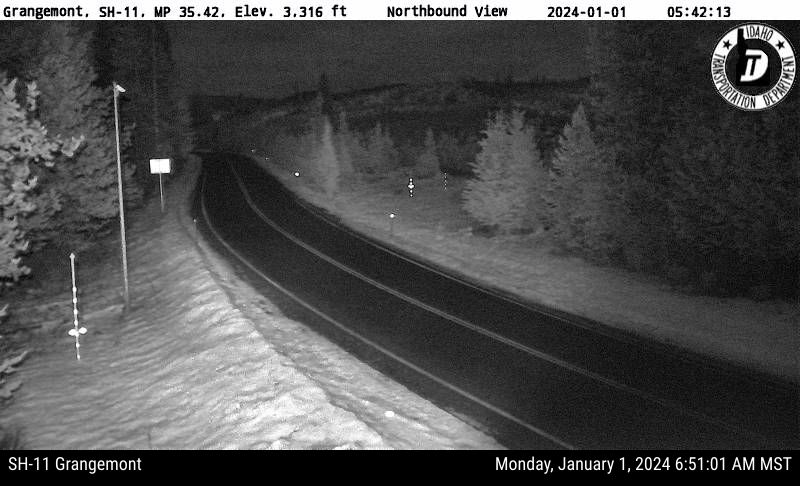 Grangemont, SH-11, MP 35.42, Elev. 3,316 ft Northbound View 2024-01-01 05:42:13
IDAHO
TRANSPORTATION DEPARTMENT
SH-11 Grangemont Monday, January 1, 2024 6:51:01 AM MST